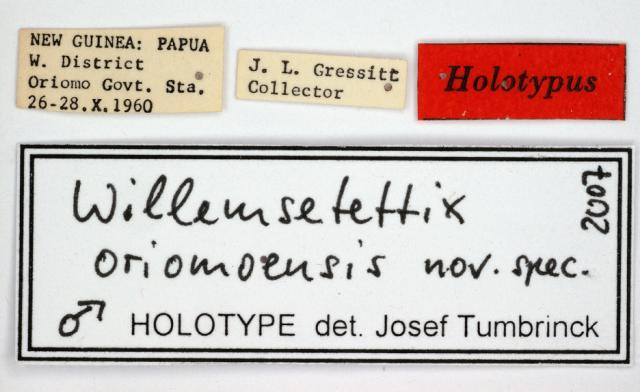 NEW GUINEA: PAPUA
W. District
Oriomo Govt. Sta.
26-28.X.1960
J. L. Gressitt
Collector
Holotypus
Willemsetettix
oriomoensis nov. spec.
♂ HOLOTYPE det. Josef Tumbrinck
2007